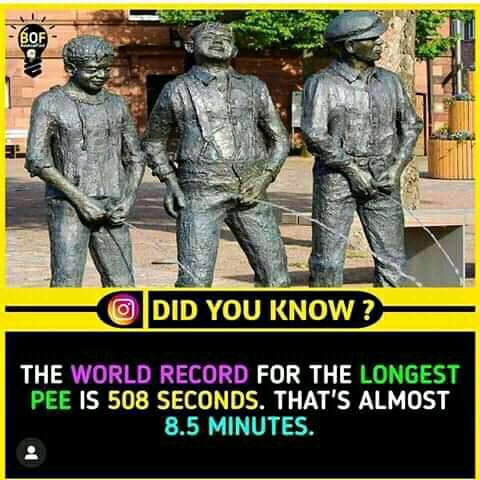 BOF
DID YOU KNOW ?
THE WORLD RECORD FOR THE LONGEST
PEE IS 508 SECONDS. THAT'S ALMOST
8.5 MINUTES.